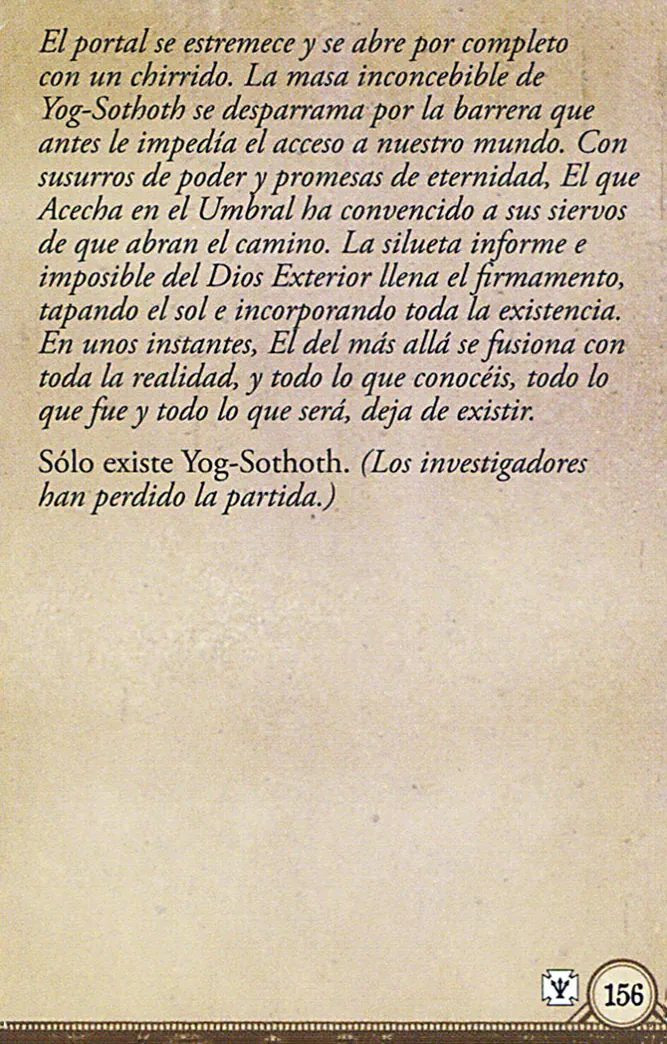 El portal se estremece y se abre por completo
con un chirrido. La masa inconcebible de
Yog-Sothoth se desparrama por la barrera que
antes le impedía el acceso a nuestro mundo. Con
susurros de poder y promesas de eternidad, El que
Acecha en el Umbral ha convencido a sus siervos
de que abran el camino. La silueta informe e
imposible del Dios Exterior llena el firmamento,
tapando el sol e incorporando toda la existencia.
En unos instantes, El del más allá se fusiona con
toda la realidad, y todo lo que conocéis, todo lo
que fue y todo lo que será, deja de existir.
Sólo existe Yog-Sothoth. (Los investigadores
han perdido la partida.)
156